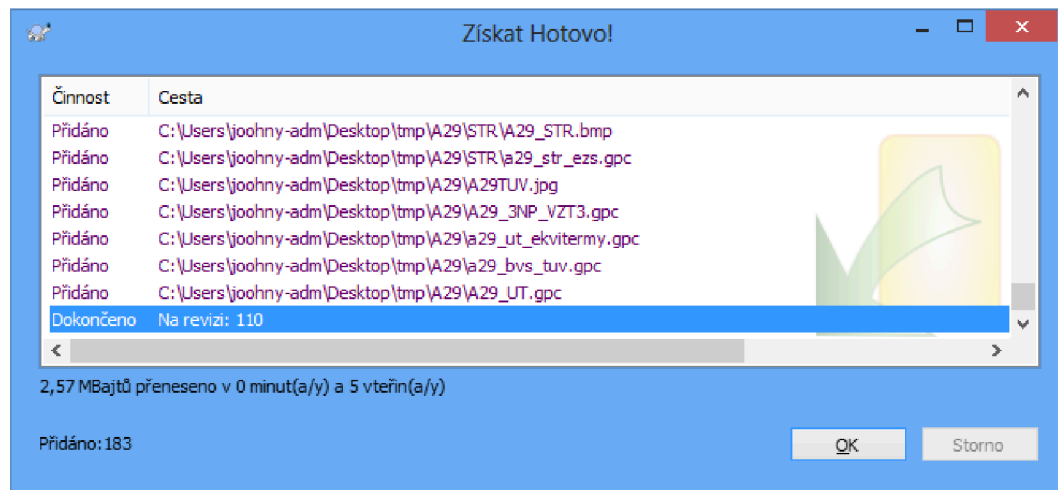 Získat Hotovo!
Činnost Cesta
Přidáno C:\Users\joohny-adm\Desktop\tmp\A29\STR\A29_STR.bmp
Přidáno C:\Users\joohny-adm\Desktop\tmp\A29\STR\a29_str_ezs.gpc
Přidáno C:\Users\joohny-adm\Desktop\tmp\A29\A29TUV.jpg
Přidáno C:\Users\joohny-adm\Desktop\tmp\A29\A29_3NP_VZT3.gpc
Přidáno C:\Users\joohny-adm\Desktop\tmp\A29\a29_ut_ekvitermy.gpc
Přidáno C:\Users\joohny-adm\Desktop\tmp\A29\a29_bvs_tuv.gpc
Přidáno C:\Users\joohny-adm\Desktop\tmp\A29\A29_UT.gpc
Dokončeno Na revizi: 110
2,57 MBajtů přeneseno v 0 minut(a/y) a 5 vteřin(a/y)
Přidáno:183
OK Storno